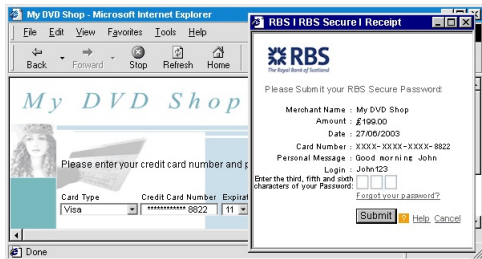 My DVD Shop - Microsoft Internet Explorer
File Edit View Favorites Tools Help
Back Forward Stop Refresh Home
My DVD Shop
Please enter your credit card number and p
Card Type Credit Card Number Expirat
Visa ************ 8822 11
Done
RBS | RBS Secure | Receipt
RBS
The Royal Bank of Scotland
Please Submit your RBS Secure Password:
Merchant Name : My DVD Shop
Amount : £199.00
Date : 27/06/2003
Card Number : XXXX-XXXX-XXXX-8822
Personal Message : Good morning John
Login : John123
Enter the third, fifth and sixth
characters of your Password:
Forgot your password?
Submit ? Help Cancel